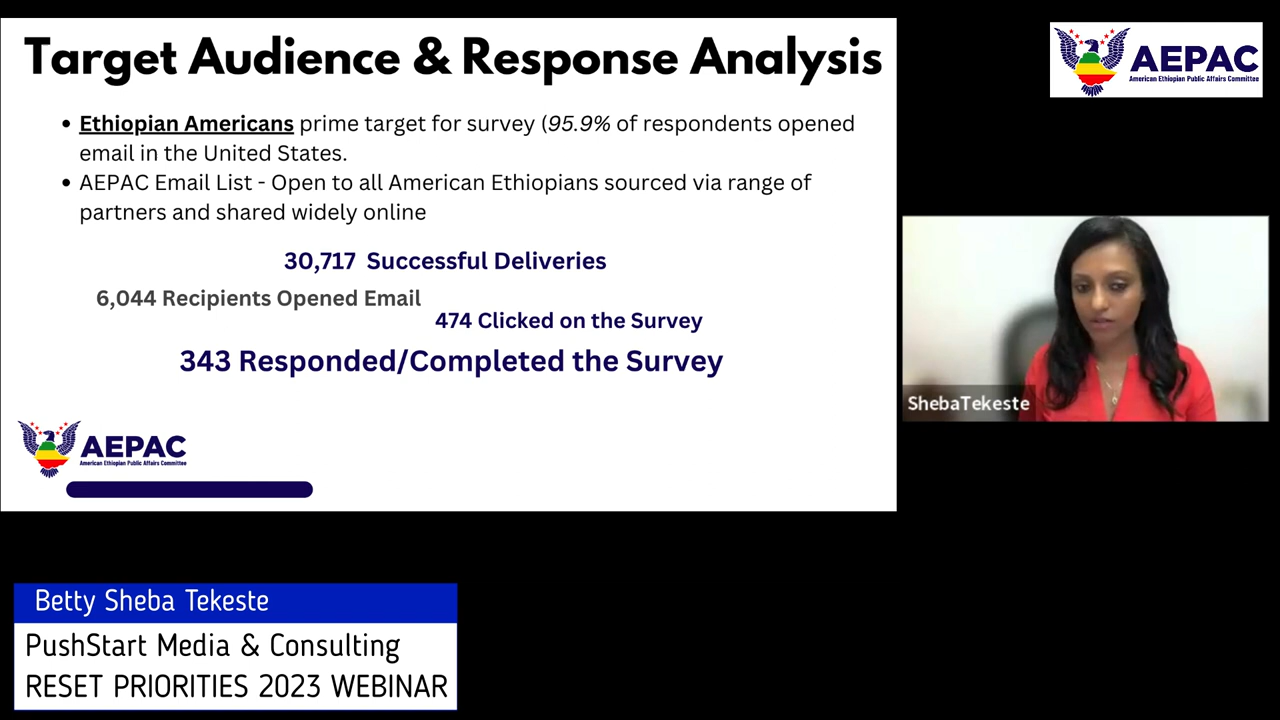 Target Audience & Response Analysis
AEPAC
American Ethiopian Public Affairs Committee
• Ethiopian Americans prime target for survey (95.9% of respondents opened
email in the United States.
• AEPAC Email List - Open to all American Ethiopians sourced via range of
partners and shared widely online
30,717 Successful Deliveries
6,044 Recipients Opened Email
474 Clicked on the Survey
343 Responded/Completed the Survey
ShebaTekeste
AEPAC
American Ethiopian Public Affairs Committee
Betty Sheba Tekeste
PushStart Media & Consulting
RESET PRIORITIES 2023 WEBINAR